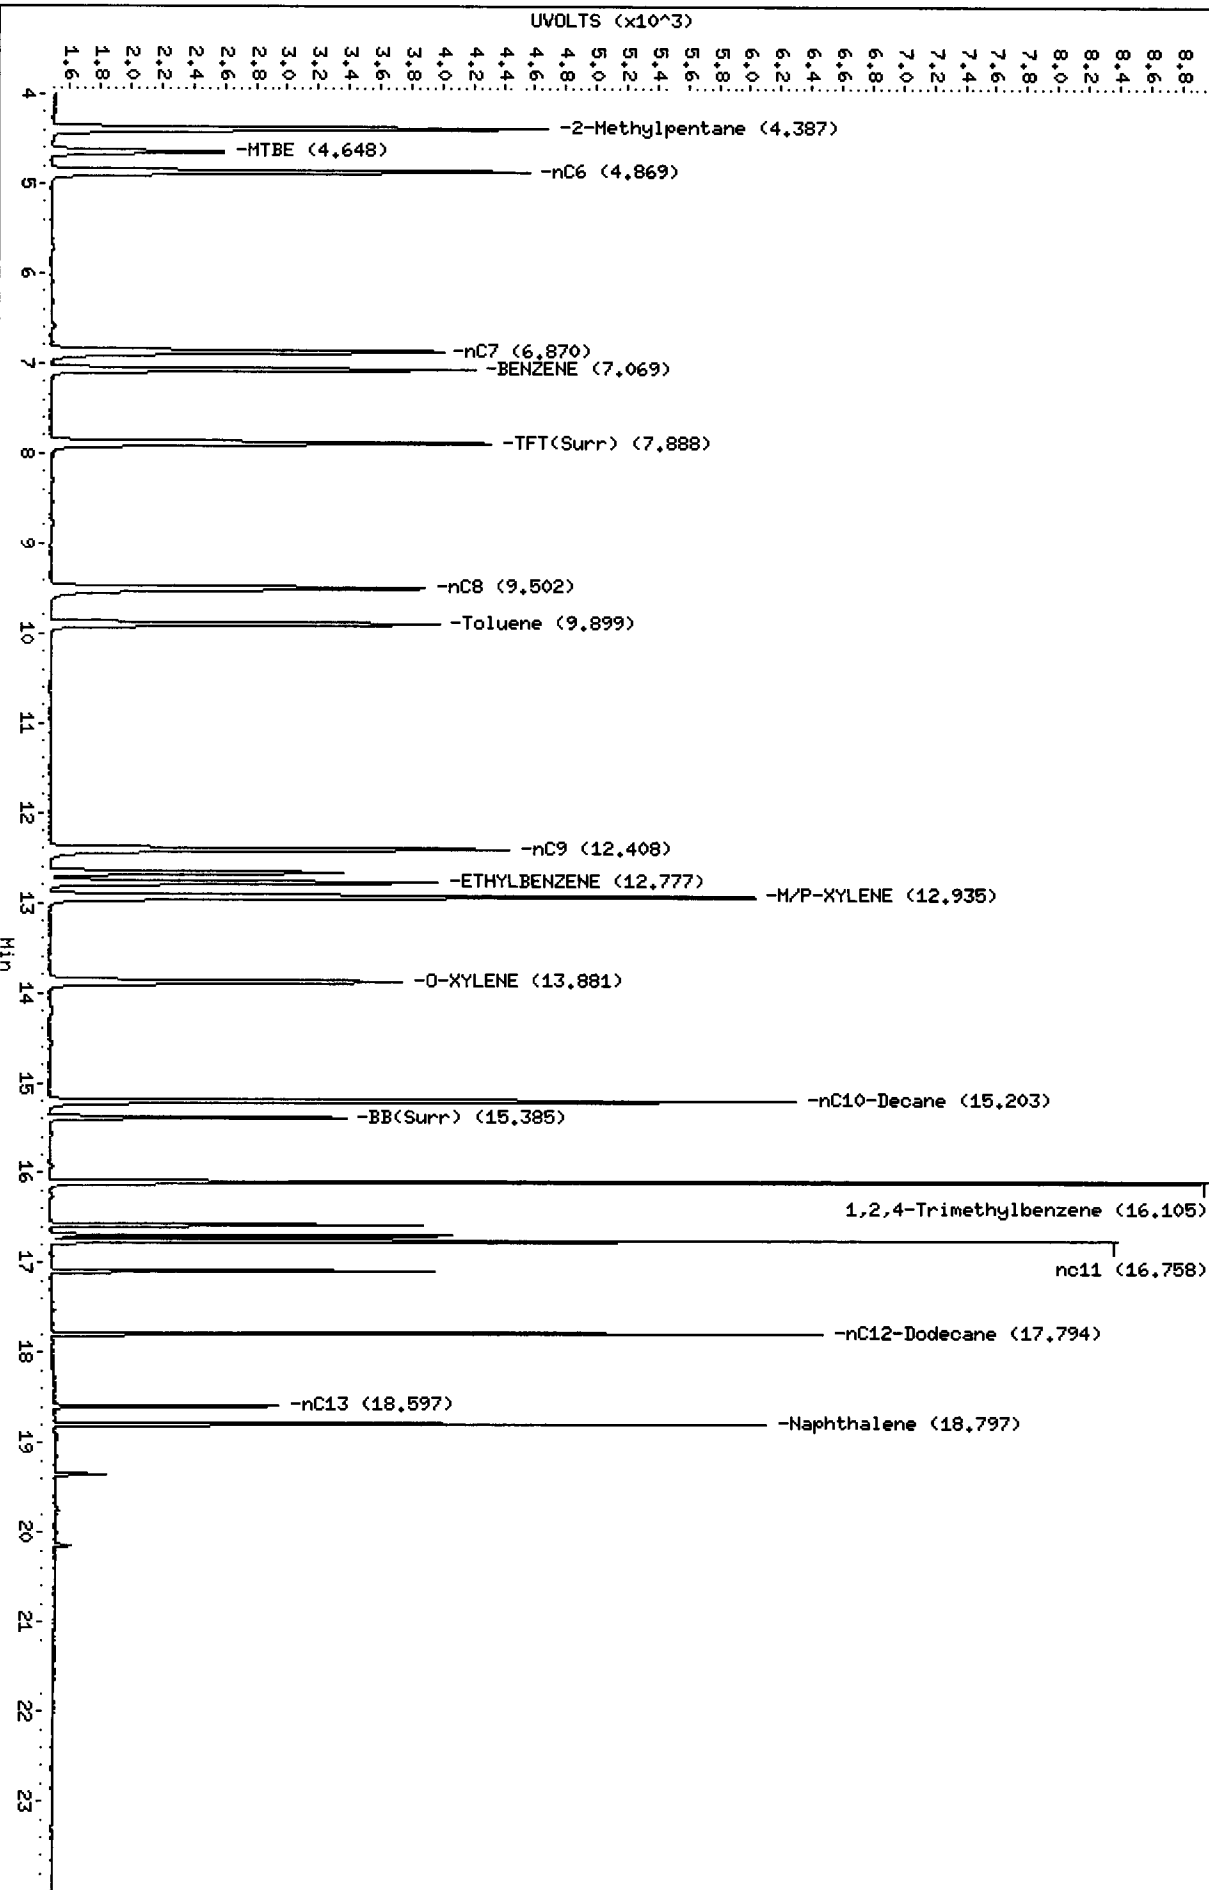 UVOLTS (x10^3)
1.6
1.8
2.0
2.2
2.4
2.6
2.8
3.0
3.2
3.4
3.6
3.8
4.0
4.2
4.4
4.6
4.8
5.0
5.2
5.4
5.6
5.8
6.0
6.2
6.4
6.6
6.8
7.0
7.2
7.4
7.6
7.8
8.0
8.2
8.4
8.6
8.8
4
-2-Methylpentane (4.387)
-MTBE (4.648)
-nC6 (4.869)
5
6
-nC7 (6.870)
7
-BENZENE (7.069)
-TFT(Surr) (7.888)
8
9
-nC8 (9.502)
-Toluene (9.899)
10
11
12
-nC9 (12.408)
-ETHYLBENZENE (12.777)
-M/P-XYLENE (12.935)
13
Min
-O-XYLENE (13.881)
14
15
-nC10-Decane (15.203)
-BB(Surr) (15.385)
16
1,2,4-Trimethylbenzene (16.105)
17
nc11 (16.758)
-nC12-Dodecane (17.794)
18
-nC13 (18.597)
-Naphthalene (18.797)
19
20
21
22
23